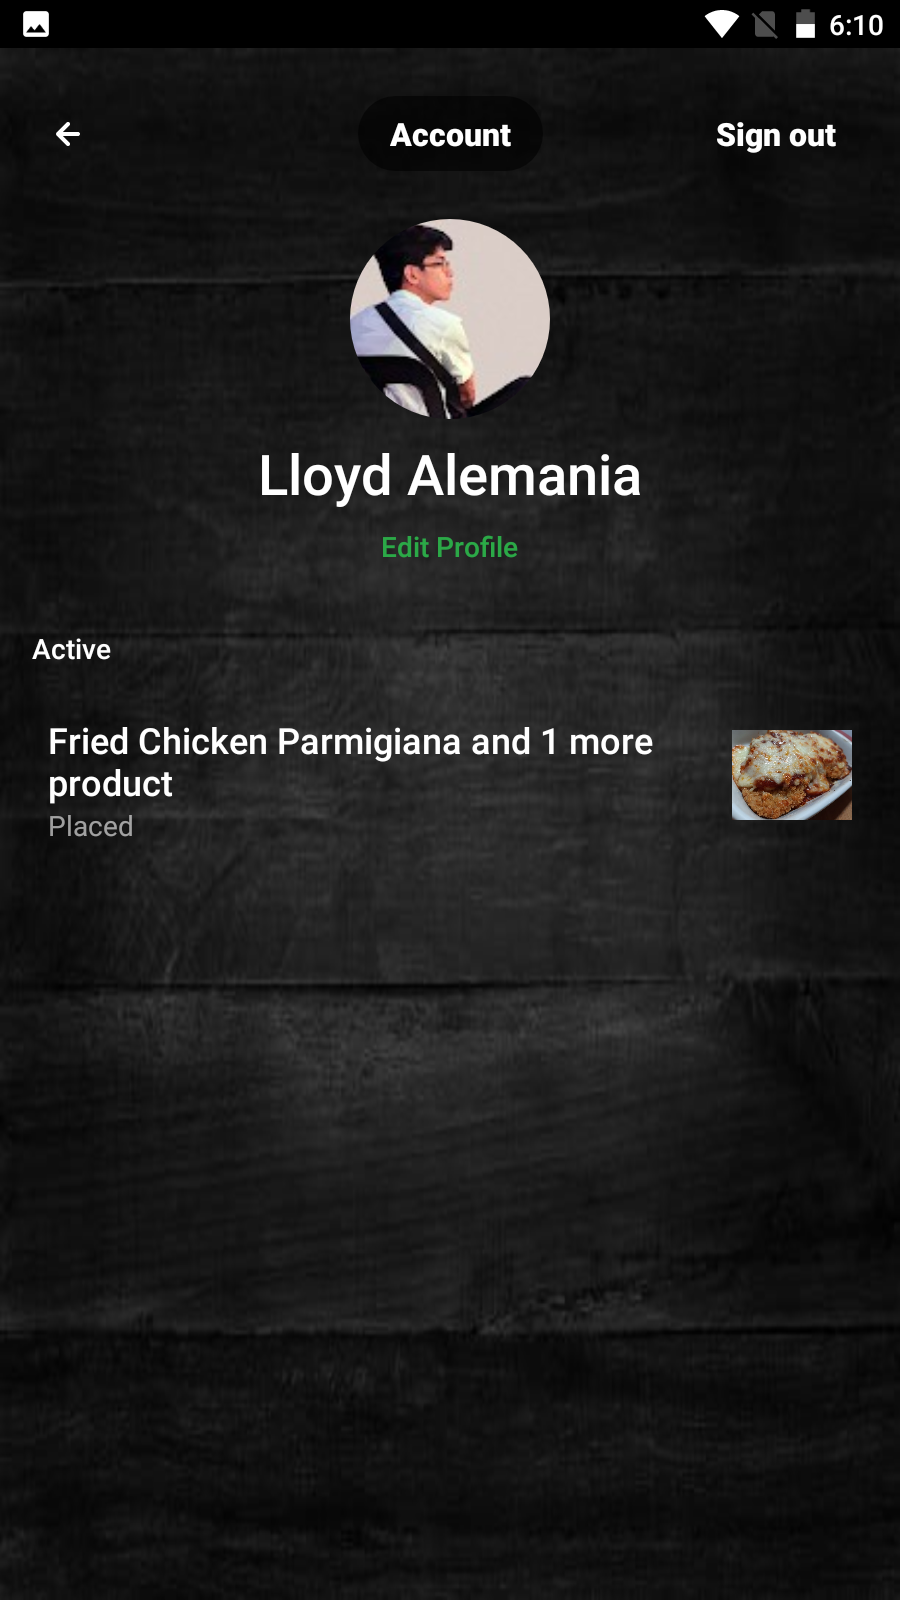 6:10
Account
Sign out
Lloyd Alemania
Edit Profile
Active
Fried Chicken Parmigiana and 1 more
product
Placed